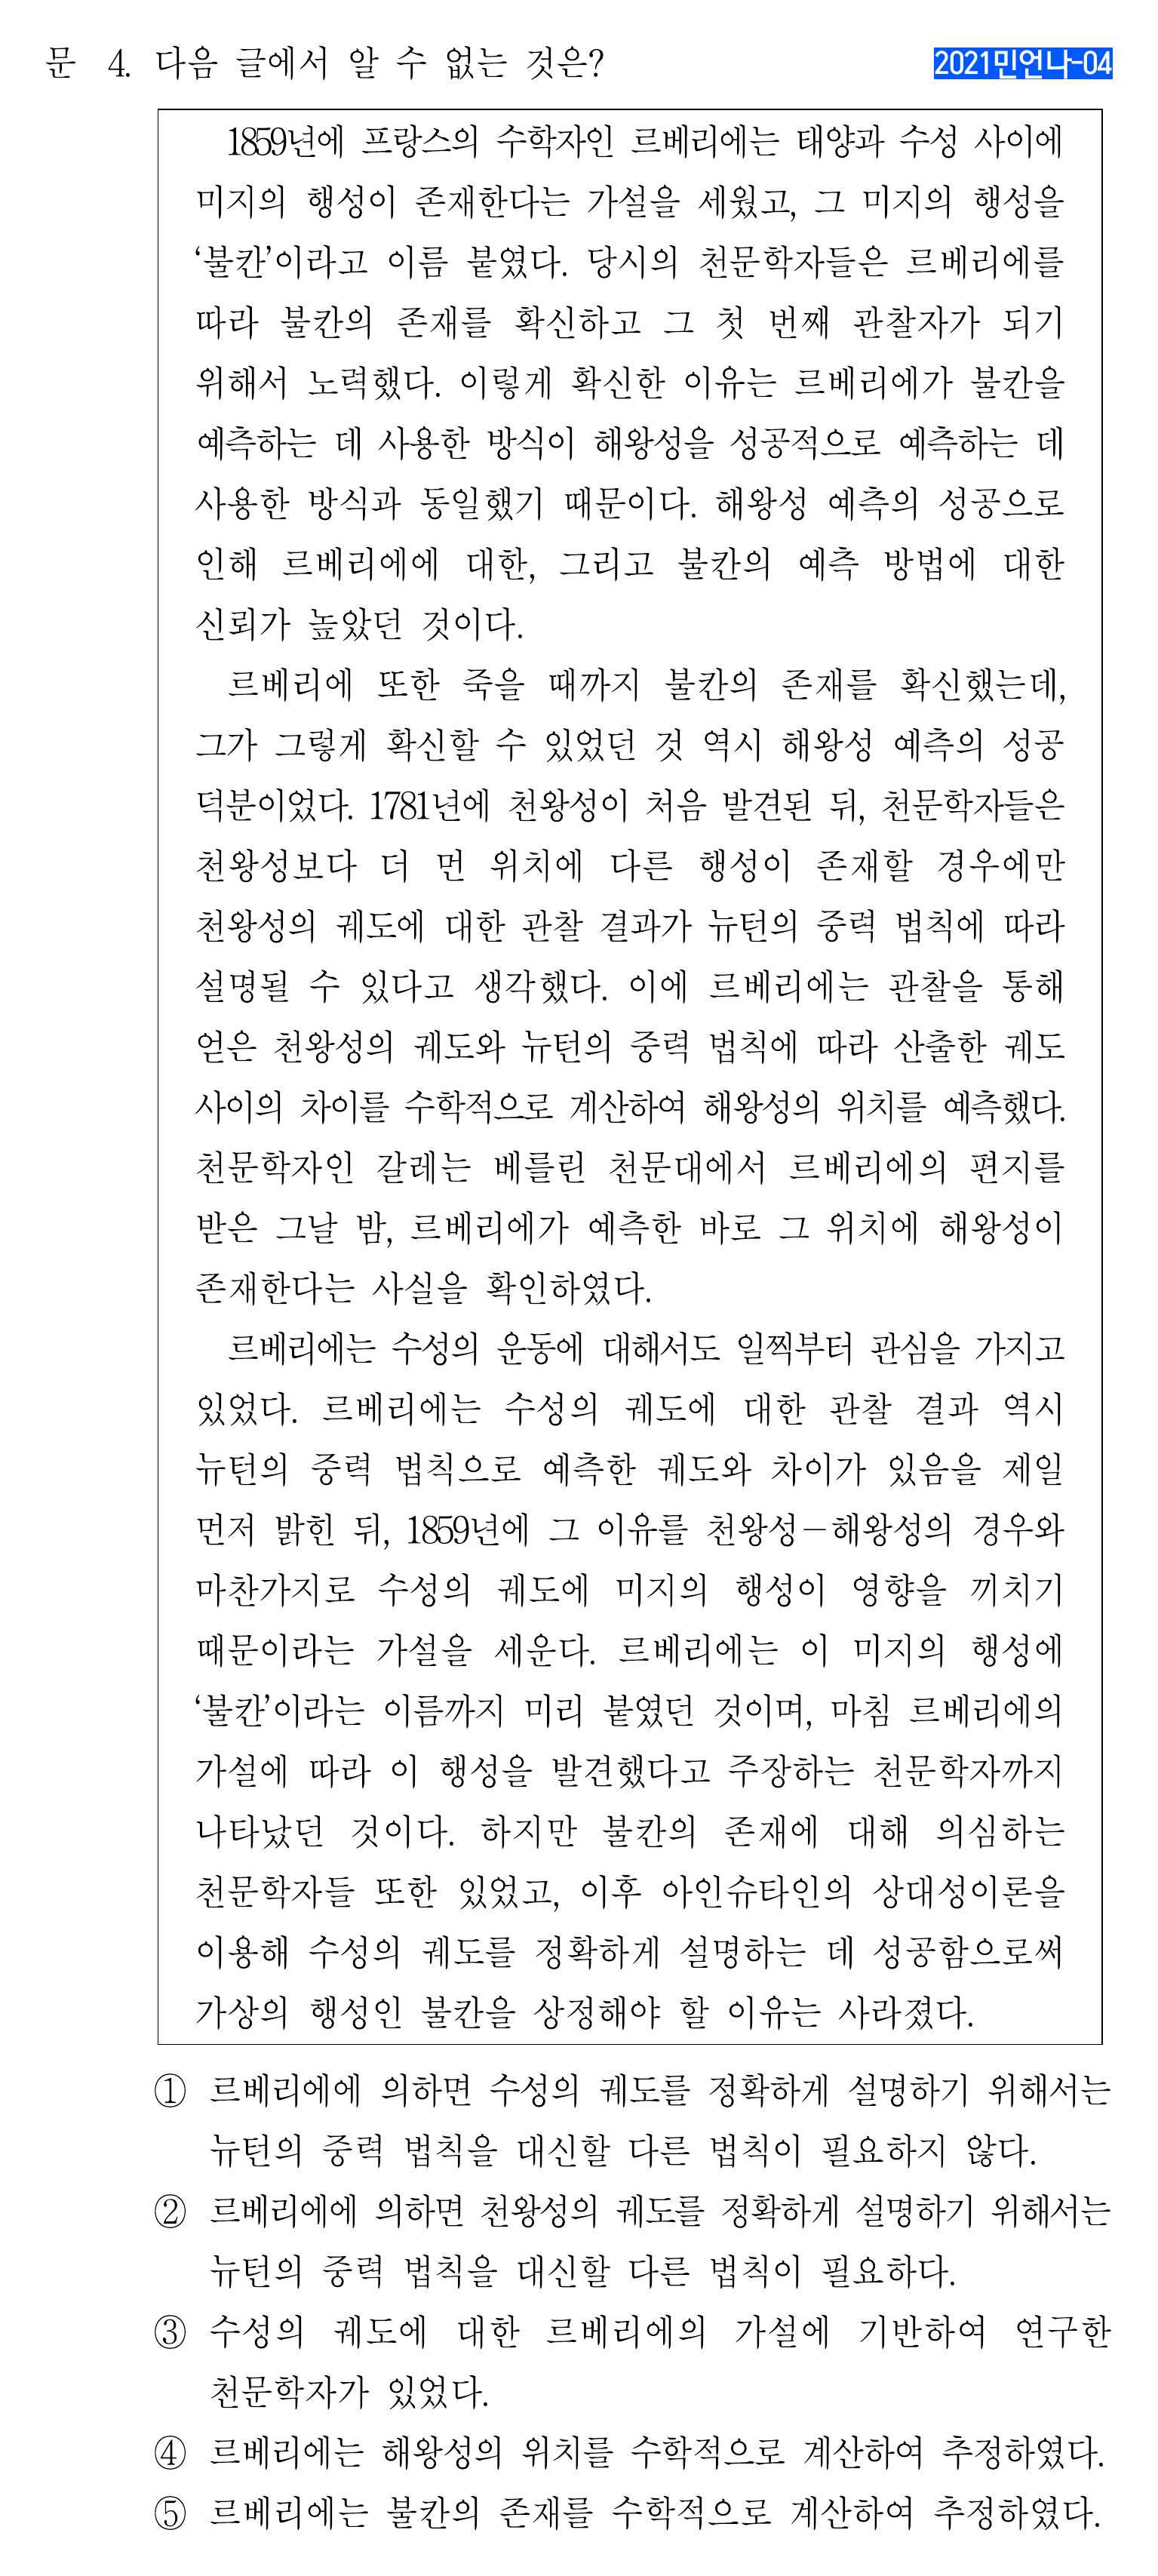 문 4. 다음 글에서 알 수 없는 것은?
2021민언나-04
1859년에 프랑스의 수학자인 르베리에는 태양과 수성 사이에
미지의 행성이 존재한다는 가설을 세웠고, 그 미지의 행성을
‘불칸’이라고 이름 붙였다. 당시의 천문학자들은 르베리에를
따라 불칸의 존재를 확신하고 그 첫 번째 관찰자가 되기
위해서 노력했다. 이렇게 확신한 이유는 르베리에가 불칸을
예측하는 데 사용한 방식이 해왕성을 성공적으로 예측하는 데
사용한 방식과 동일했기 때문이다. 해왕성 예측의 성공으로
인해 르베리에에 대한, 그리고 불칸의 예측 방법에 대한
신뢰가 높았던 것이다.
르베리에 또한 죽을 때까지 불칸의 존재를 확신했는데,
그가 그렇게 확신할 수 있었던 것 역시 해왕성 예측의 성공
덕분이었다. 1781년에 천왕성이 처음 발견된 뒤, 천문학자들은
천왕성보다 더 먼 위치에 다른 행성이 존재할 경우에만
천왕성의 궤도에 대한 관찰 결과가 뉴턴의 중력 법칙에 따라
설명될 수 있다고 생각했다. 이에 르베리에는 관찰을 통해
얻은 천왕성의 궤도와 뉴턴의 중력 법칙에 따라 산출한 궤도
사이의 차이를 수학적으로 계산하여 해왕성의 위치를 예측했다.
천문학자인 갈레는 베를린 천문대에서 르베리에의 편지를
받은 그날 밤, 르베리에가 예측한 바로 그 위치에 해왕성이
존재한다는 사실을 확인하였다.
르베리에는 수성의 운동에 대해서도 일찍부터 관심을 가지고
있었다. 르베리에는 수성의 궤도에 대한 관찰 결과 역시
뉴턴의 중력 법칙으로 예측한 궤도와 차이가 있음을 제일
먼저 밝힌 뒤, 1859년에 그 이유를 천왕성-해왕성의 경우와
마찬가지로 수성의 궤도에 미지의 행성이 영향을 끼치기
때문이라는 가설을 세운다. 르베리에는 이 미지의 행성에
‘불칸’이라는 이름까지 미리 붙였던 것이며, 마침 르베리에의
가설에 따라 이 행성을 발견했다고 주장하는 천문학자까지
나타났던 것이다. 하지만 불칸의 존재에 대해 의심하는
천문학자들 또한 있었고, 이후 아인슈타인의 상대성이론을
이용해 수성의 궤도를 정확하게 설명하는 데 성공함으로써
가상의 행성인 불칸을 상정해야 할 이유는 사라졌다.
① 르베리에에 의하면 수성의 궤도를 정확하게 설명하기 위해서는
뉴턴의 중력 법칙을 대신할 다른 법칙이 필요하지 않다.
② 르베리에에 의하면 천왕성의 궤도를 정확하게 설명하기 위해서는
뉴턴의 중력 법칙을 대신할 다른 법칙이 필요하다.
③ 수성의 궤도에 대한 르베리에의 가설에 기반하여 연구한
천문학자가 있었다.
④ 르베리에는 해왕성의 위치를 수학적으로 계산하여 추정하였다.
⑤ 르베리에는 불칸의 존재를 수학적으로 계산하여 추정하였다.